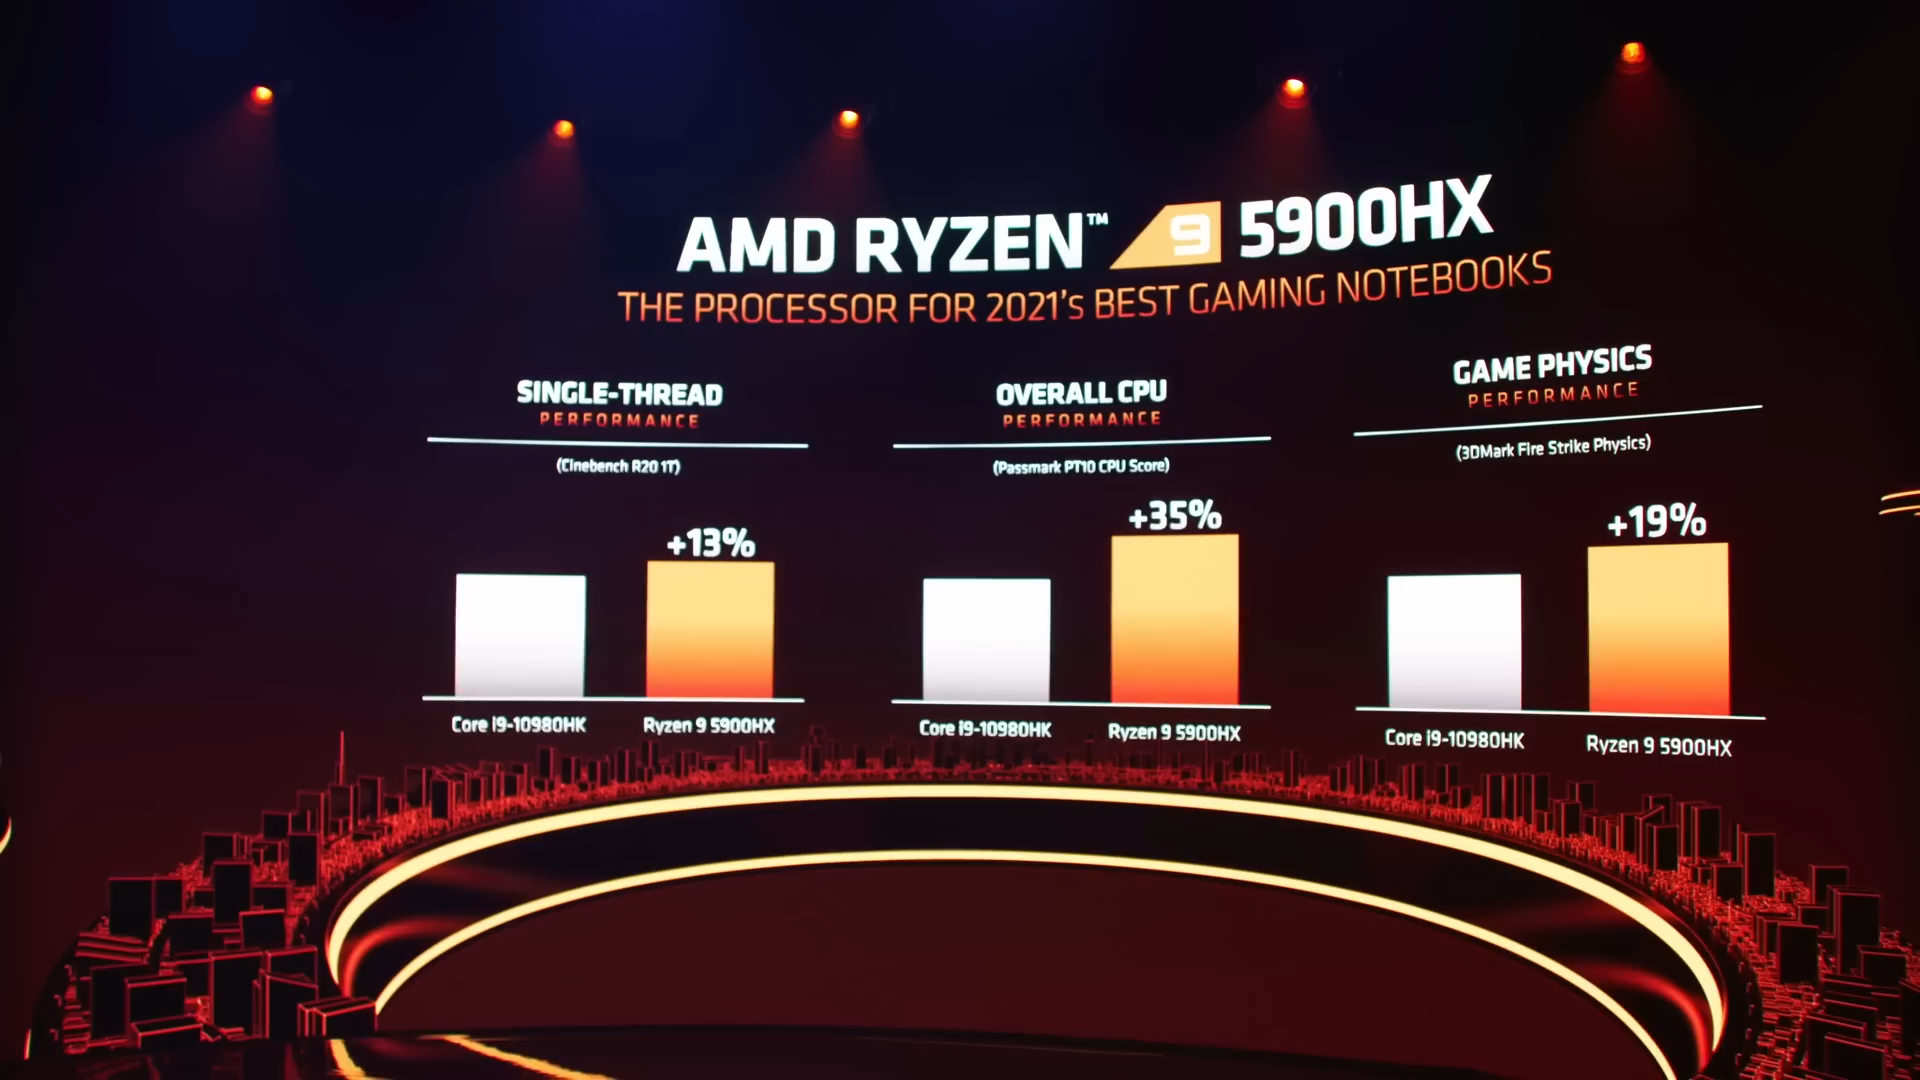 AMD RYZEN™ 9 5900HX
THE PROCESSOR FOR 2021's BEST GAMING NOTEBOOKS
SINGLE-THREAD
PERFORMANCE
(Cinebench R20 1T)
+13%
Core i9-10980HK
Ryzen 9 5900HX
OVERALL CPU
PERFORMANCE
(Passmark PT10 CPU Score)
+35%
Core i9-10980HK
Ryzen 9 5900HX
GAME PHYSICS
PERFORMANCE
(3DMark Fire Strike Physics)
+19%
Core i9-10980HK
Ryzen 9 5900HX